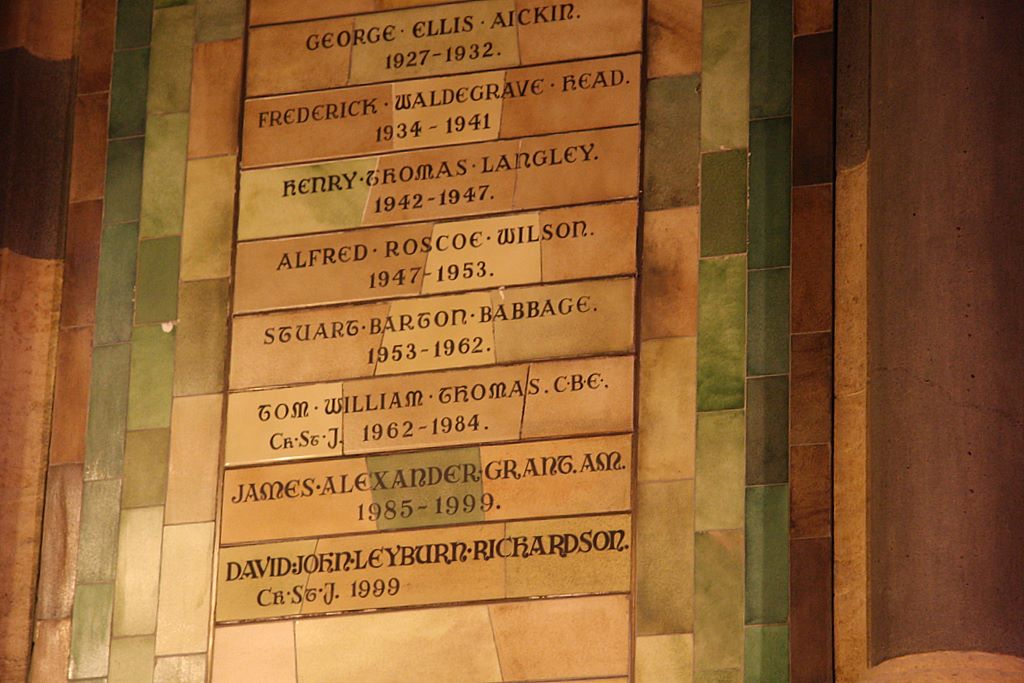 GEORGE · ELLIS · AICKIN.
1927-1932.
FREDERICK · WALDEGRAVE · HEAD.
1934 - 1941
HENRY · THOMAS · LANGLEY.
1942-1947.
ALFRED · ROSCOE · WILSON.
1947-1953.
STUART · BARTON · BABBAGE.
1953-1962.
TOM · WILLIAM · THOMAS. C·B·E·.
Ch·St·J. 1962-1984.
JAMES·ALEXANDER·GRANT. AM.
1985-1999.
DAVID·JOHN·LEYBURN·RICHARDSON.
Ch·St·J. 1999